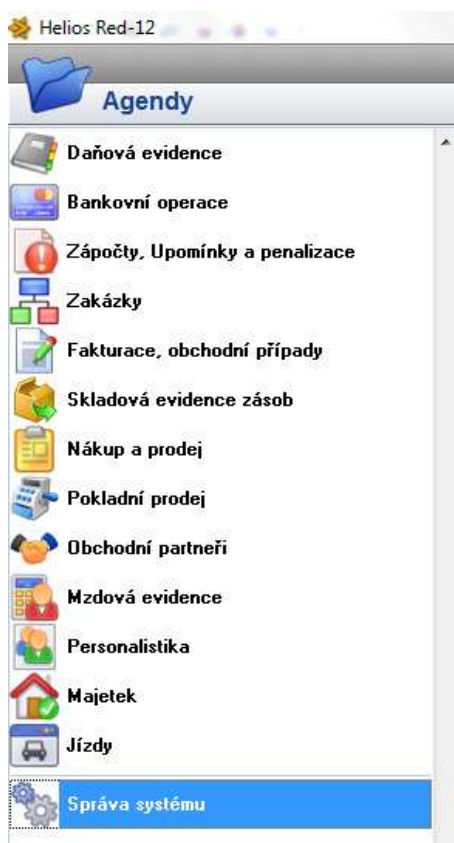 Helios Red-12
Agendy
Daňová evidence
Bankovní operace
Zápočty, Upomínky a penalizace
Zakázky
Fakturace, obchodní případy
Skladová evidence zásob
Nákup a prodej
Pokladní prodej
Obchodní partneři
Mzdová evidence
Personalistika
Majetek
Jízdy
Správa systému